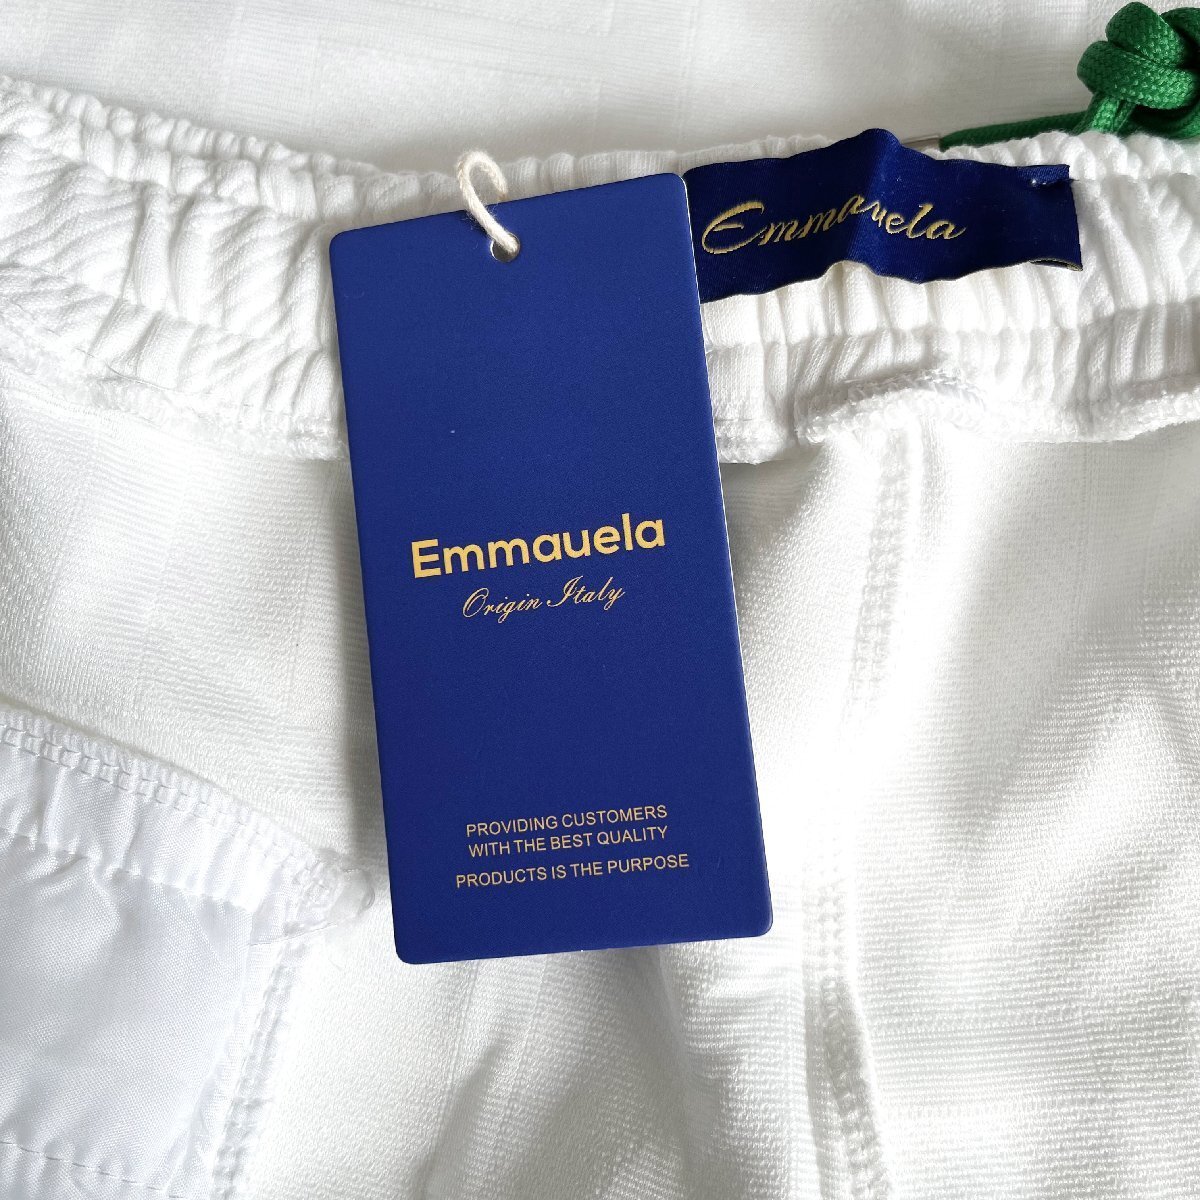 Emmauela
Emmauela
Origin Italy
PROVIDING CUSTOMERS
WITH THE BEST QUALITY
PRODUCTS IS THE PURPOSE